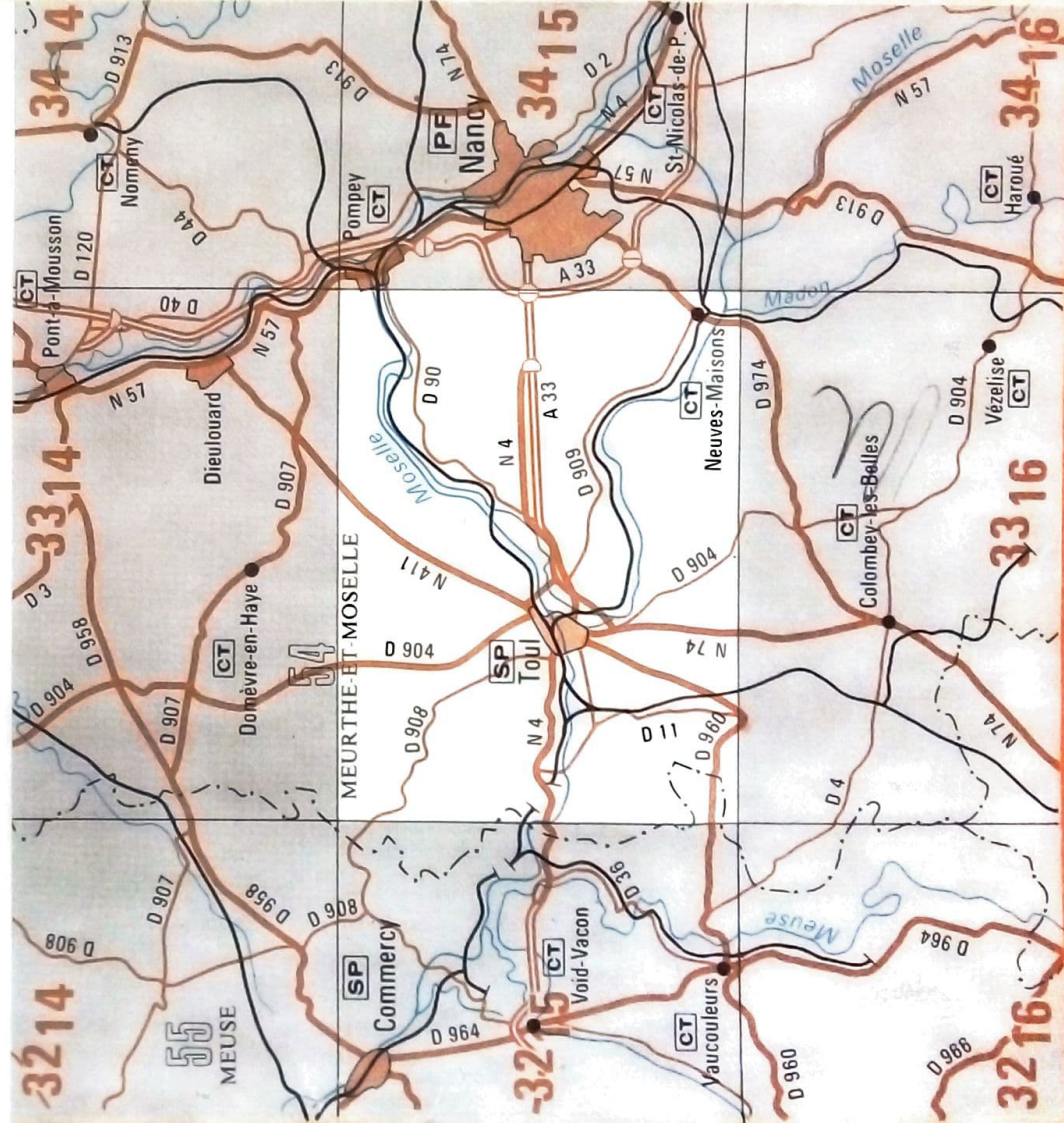 32 14
33 14
34 14
D 908
D 904
D 3
D 958
N 57
Pont-à-Mousson
CT
D 40
D 120
CT
Nomeny
D 913
55
MEUSE
D 907
D 907
Domèvre-en-Haye
CT
D 907
Dieulouard
N 57
D 44
D 958
D 908
54
MEURTHE-ET-MOSELLE
D 913
SP
Commercy
D 908
D 904
N 411
Moselle
D 90
Pompey
CT
PF
Nancy
N 74
D 964
32 15
CT
Void-Vacon
N 4
SP
Toul
N 4
A 33
A 33
34 15
D 2
D 36
D 11
D 909
N 4
CT
Vaucouleurs
D 960
N 74
D 904
CT
Neuves-Maisons
N 57
CT
St-Nicolas-de-P.
D 960
Meuse
D 4
D 974
Madon
D 913
Moselle
N 57
Colombey-les-Belles
CT
D 964
N 74
D 904
Vézelise
CT
CT
Haroué
32 16
33 16
34 16